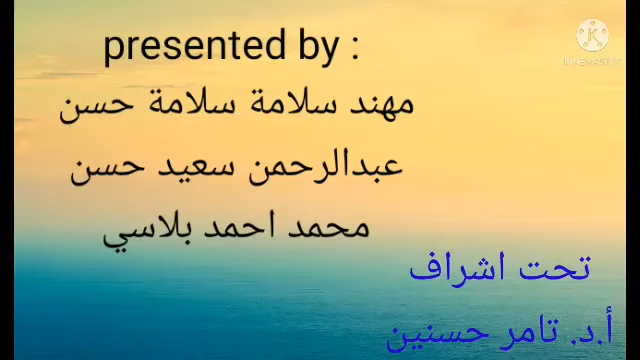 presented by :
مهند سلامة سلامة حسن
عبدالرحمن سعيد حسن
محمد احمد بلاسي
تحت اشراف
أ.د. تامر حسنين